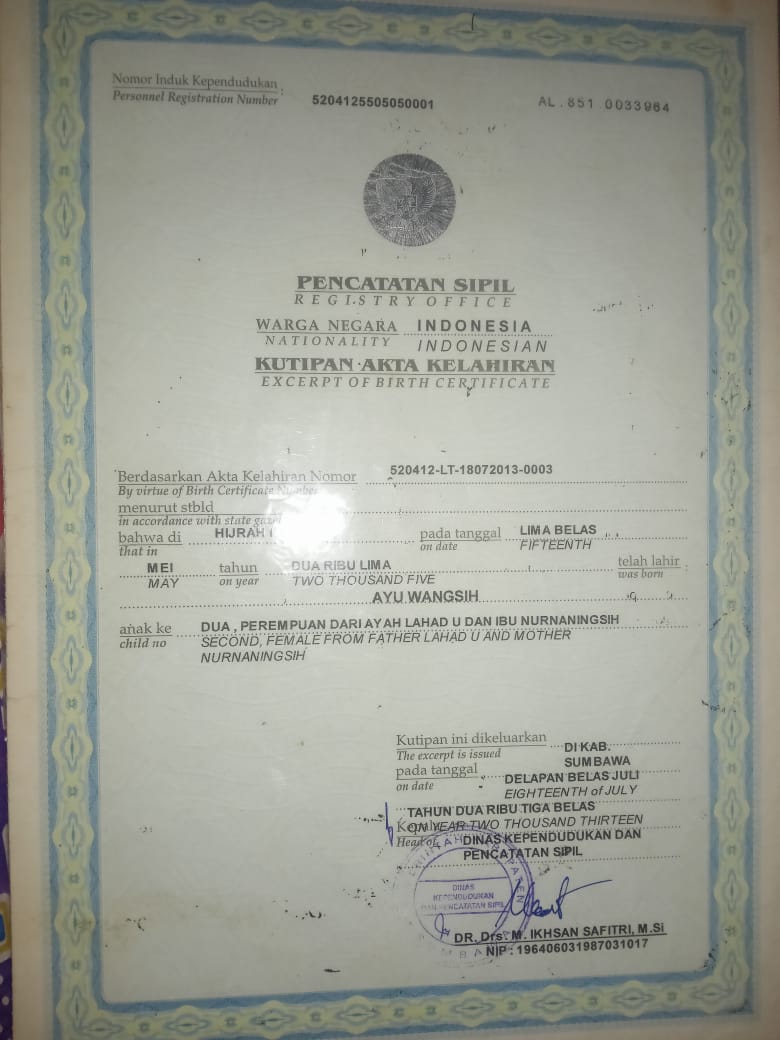 Nomor Induk Kependudukan :
Personnel Registration Number
5204125505050001
AL . 851 0033964
PENCATATAN SIPIL
REGISTRY OFFICE
WARGA NEGARA INDONESIA
NATIONALITY INDONESIAN
KUTIPAN AKTA KELAHIRAN
EXCERPT OF BIRTH CERTIFICATE
Berdasarkan Akta Kelahiran Nomor 520412-LT-18072013-0003
By virtue of Birth Certificate Number
menurut stbld
in accordance with state
bahwa di HIJRAH pada tanggal LIMA BELAS
that in on date FIFTEENTH
MEI tahun DUA RIBU LIMA telah lahir
MAY on year TWO THOUSAND FIVE was born
AYU WANGSIH
anak ke DUA , PEREMPUAN DARI AYAH LAHAD U DAN IBU NURNANINGSIH
child no SECOND, FEMALE FROM FATHER LAHAD U AND MOTHER
NURNANINGSIH
Kutipan ini dikeluarkan DI KAB.
The excerpt is issued SUMBAWA
pada tanggal DELAPAN BELAS JULI
on date EIGHTEENTH of JULY
TAHUN DUA RIBU TIGA BELAS
ON YEAR TWO THOUSAND THIRTEEN
Kepala DINAS KEPENDUDUKAN DAN
Head of PENCATATAN SIPIL
DINAS
KEPENDUDUKAN
DAN PENCATATAN SIPIL
DR. Drs. M. IKHSAN SAFITRI, M.Si
NIP : 196406031987031017